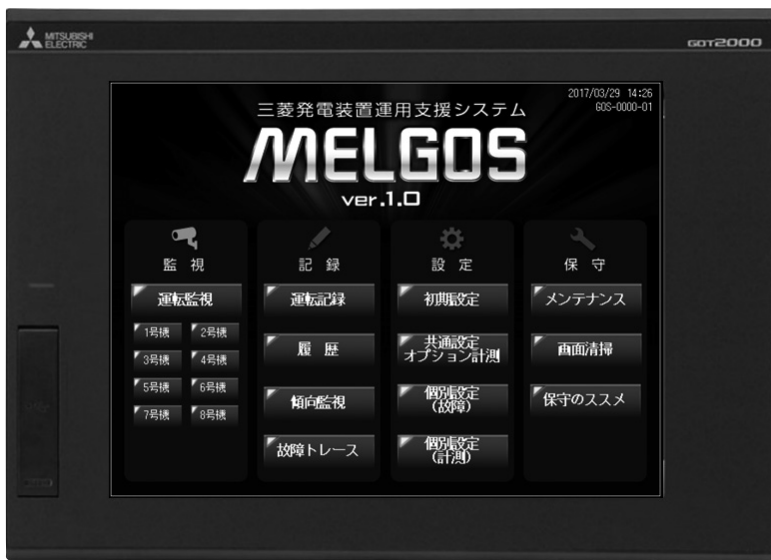 MITSUBISHI
ELECTRIC
GOT2000
2017/03/29 14:26
GOS-0000-01
三菱発電装置運用支援システム
MELGOS
ver.1.0
監視
運転監視
1号機 2号機
3号機 4号機
5号機 6号機
7号機 8号機
記録
運転記録
履歴
傾向監視
故障トレース
設定
初期設定
共通設定
オプション計測
個別設定
(故障)
個別設定
(計測)
保守
メンテナンス
画面清掃
保守のススメ